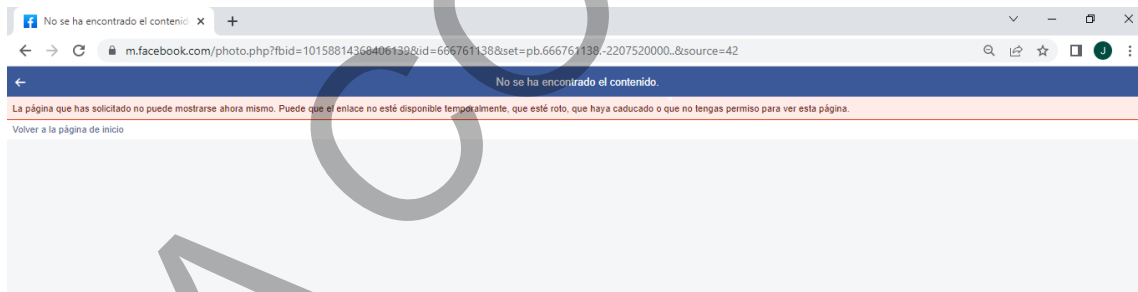 No se ha encontrado el conteni
m.facebook.com/photo.php?fbid=10158814368406139&id=666761138&set=pb.666761138.-2207520000..&source=42
J
No se ha encontrado el contenido.
La página que has solicitado no puede mostrarse ahora mismo. Puede que el enlace no esté disponible temporalmente, que esté roto, que haya caducado o que no tengas permiso para ver esta página.
Volver a la página de inicio